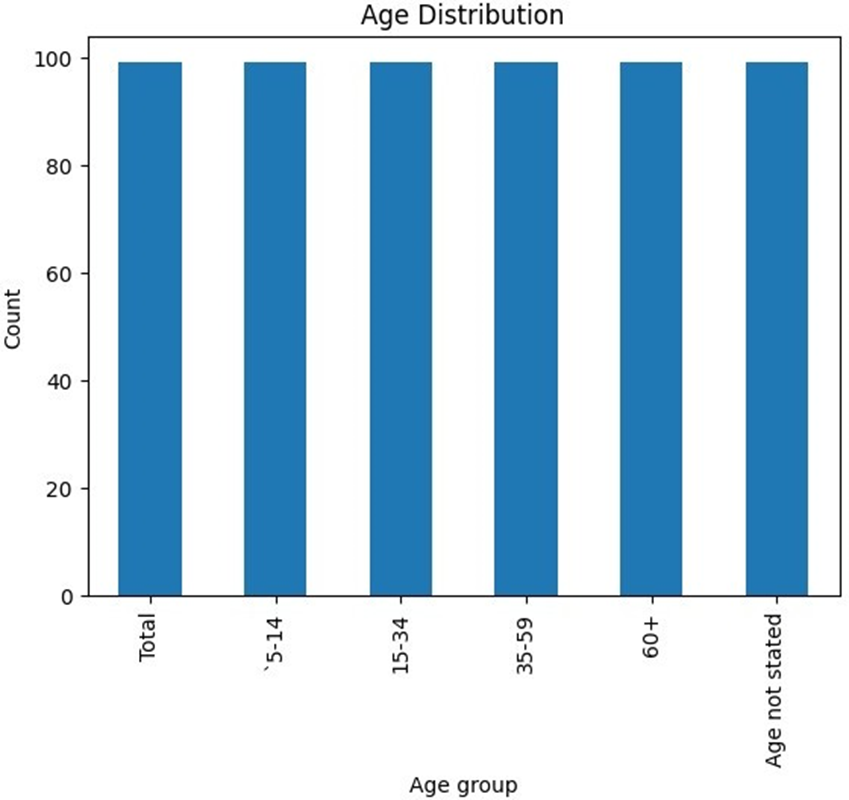 Age Distribution
100
80
60
40
20
0
Count
Total
`5-14
15-34
35-59
60+
Age not stated
Age group